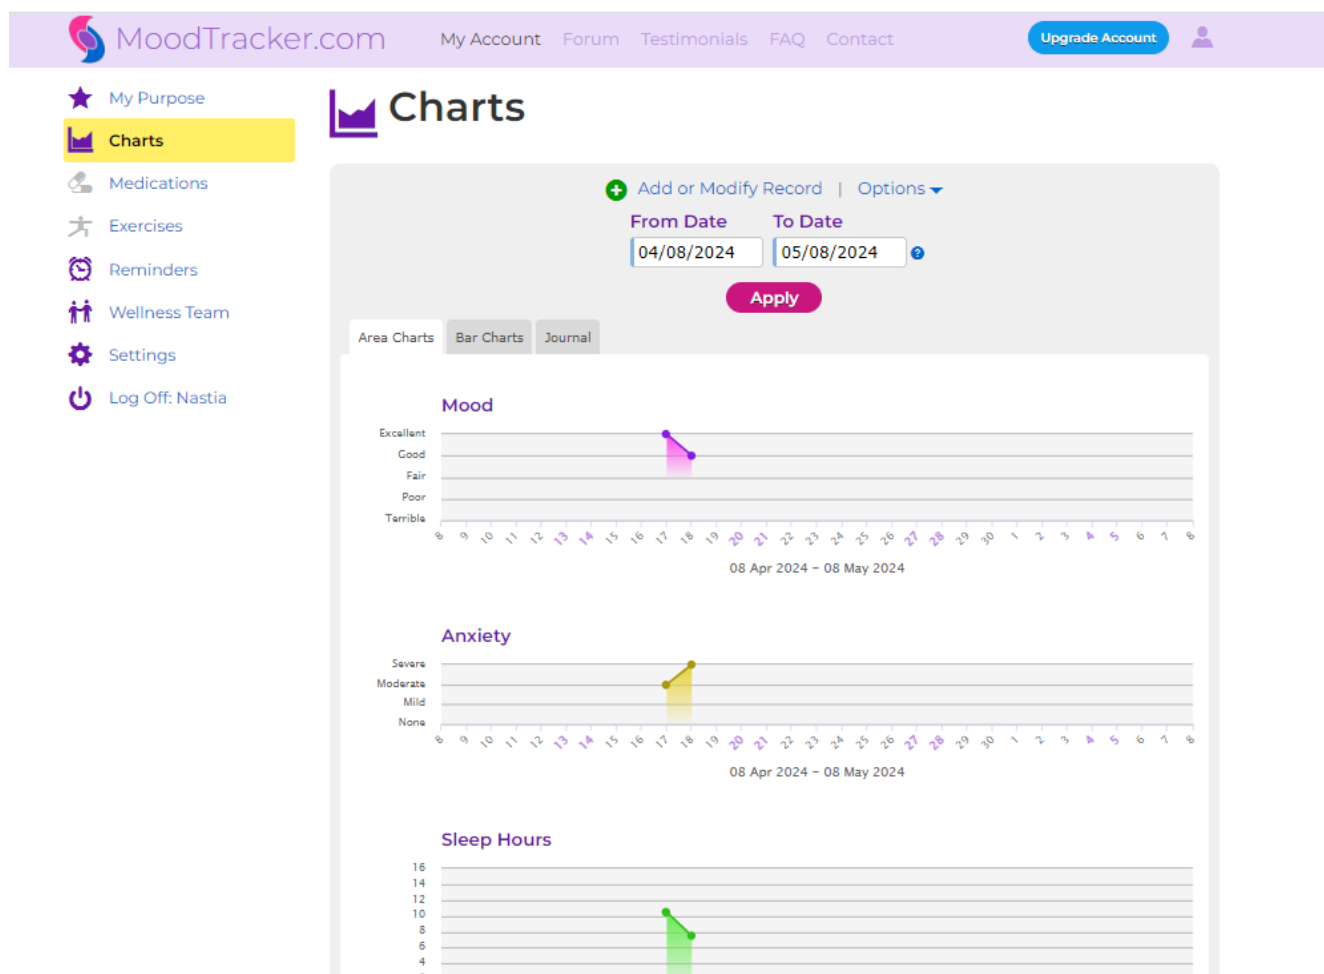 MoodTracker.com
My Account Forum Testimonials FAQ Contact
Upgrade Account
My Purpose
Charts
Medications
Exercises
Reminders
Wellness Team
Settings
Log Off: Nastia
Charts
Add or Modify Record | Options
From Date To Date
04/08/2024 05/08/2024 ?
Apply
Area Charts Bar Charts Journal
Mood
Excellent
Good
Fair
Poor
Terrible
8 9 10 11 12 13 14 15 16 17 18 19 20 21 22 23 24 25 26 27 28 29 30 1 2 3 4 5 6 7 8
08 Apr 2024 – 08 May 2024
Anxiety
Severe
Moderate
Mild
None
8 9 10 11 12 13 14 15 16 17 18 19 20 21 22 23 24 25 26 27 28 29 30 1 2 3 4 5 6 7 8
08 Apr 2024 – 08 May 2024
Sleep Hours
16
14
12
10
8
6
4